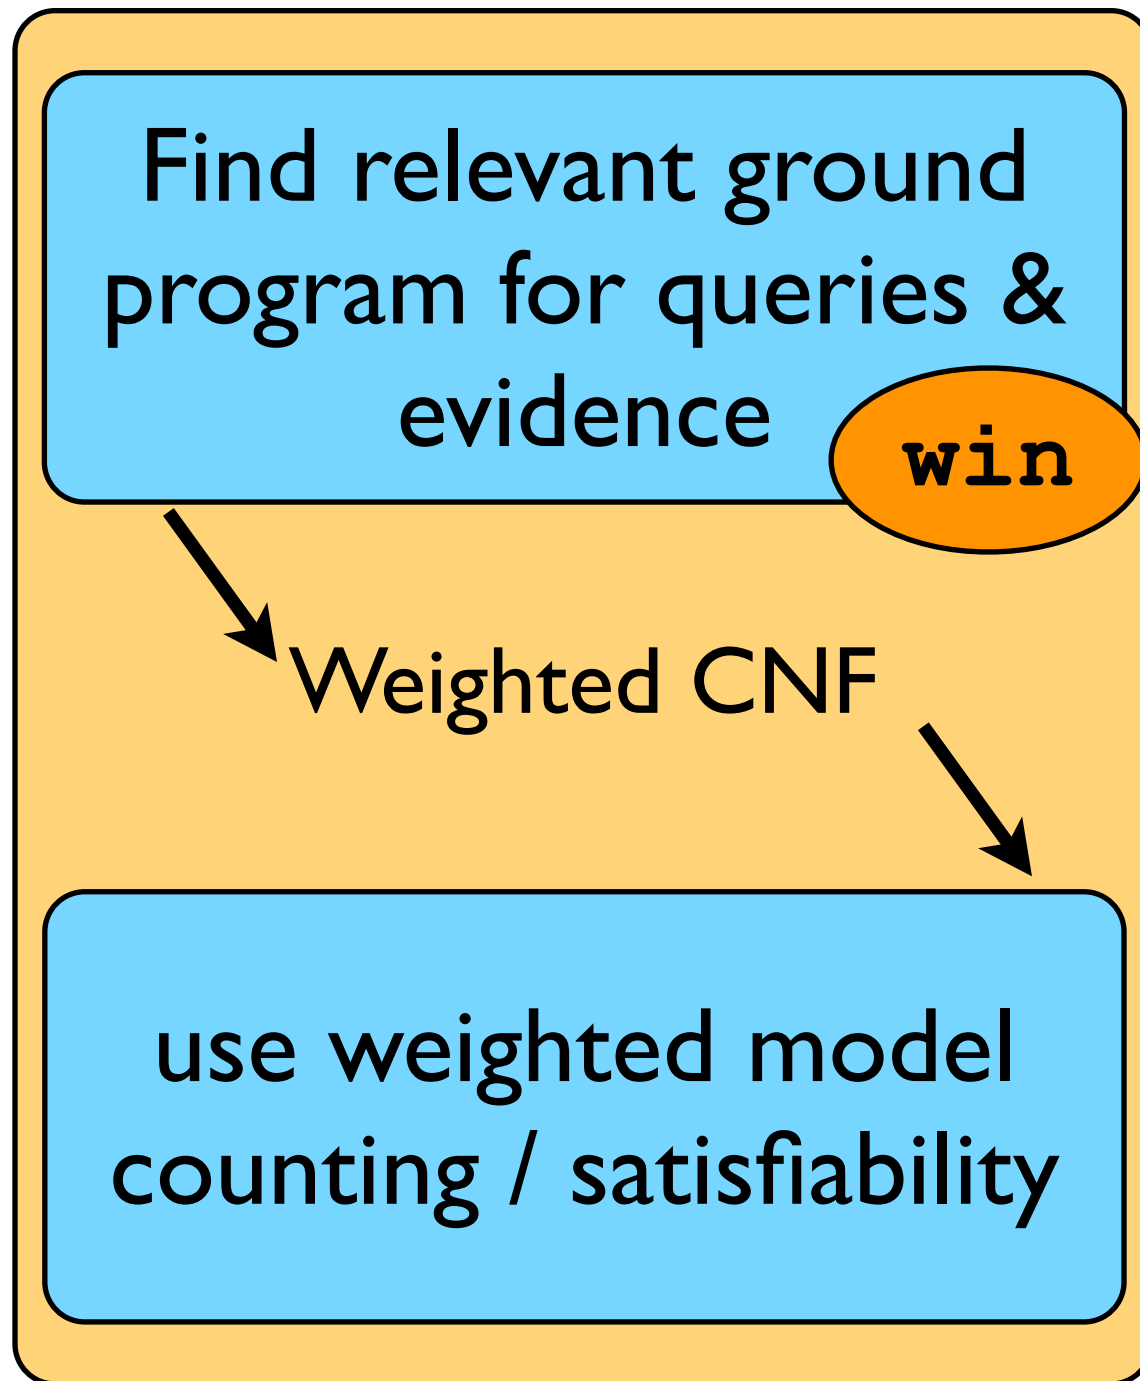 Find relevant ground
program for queries &
evidence
win
Weighted CNF
use weighted model
counting / satisfiability